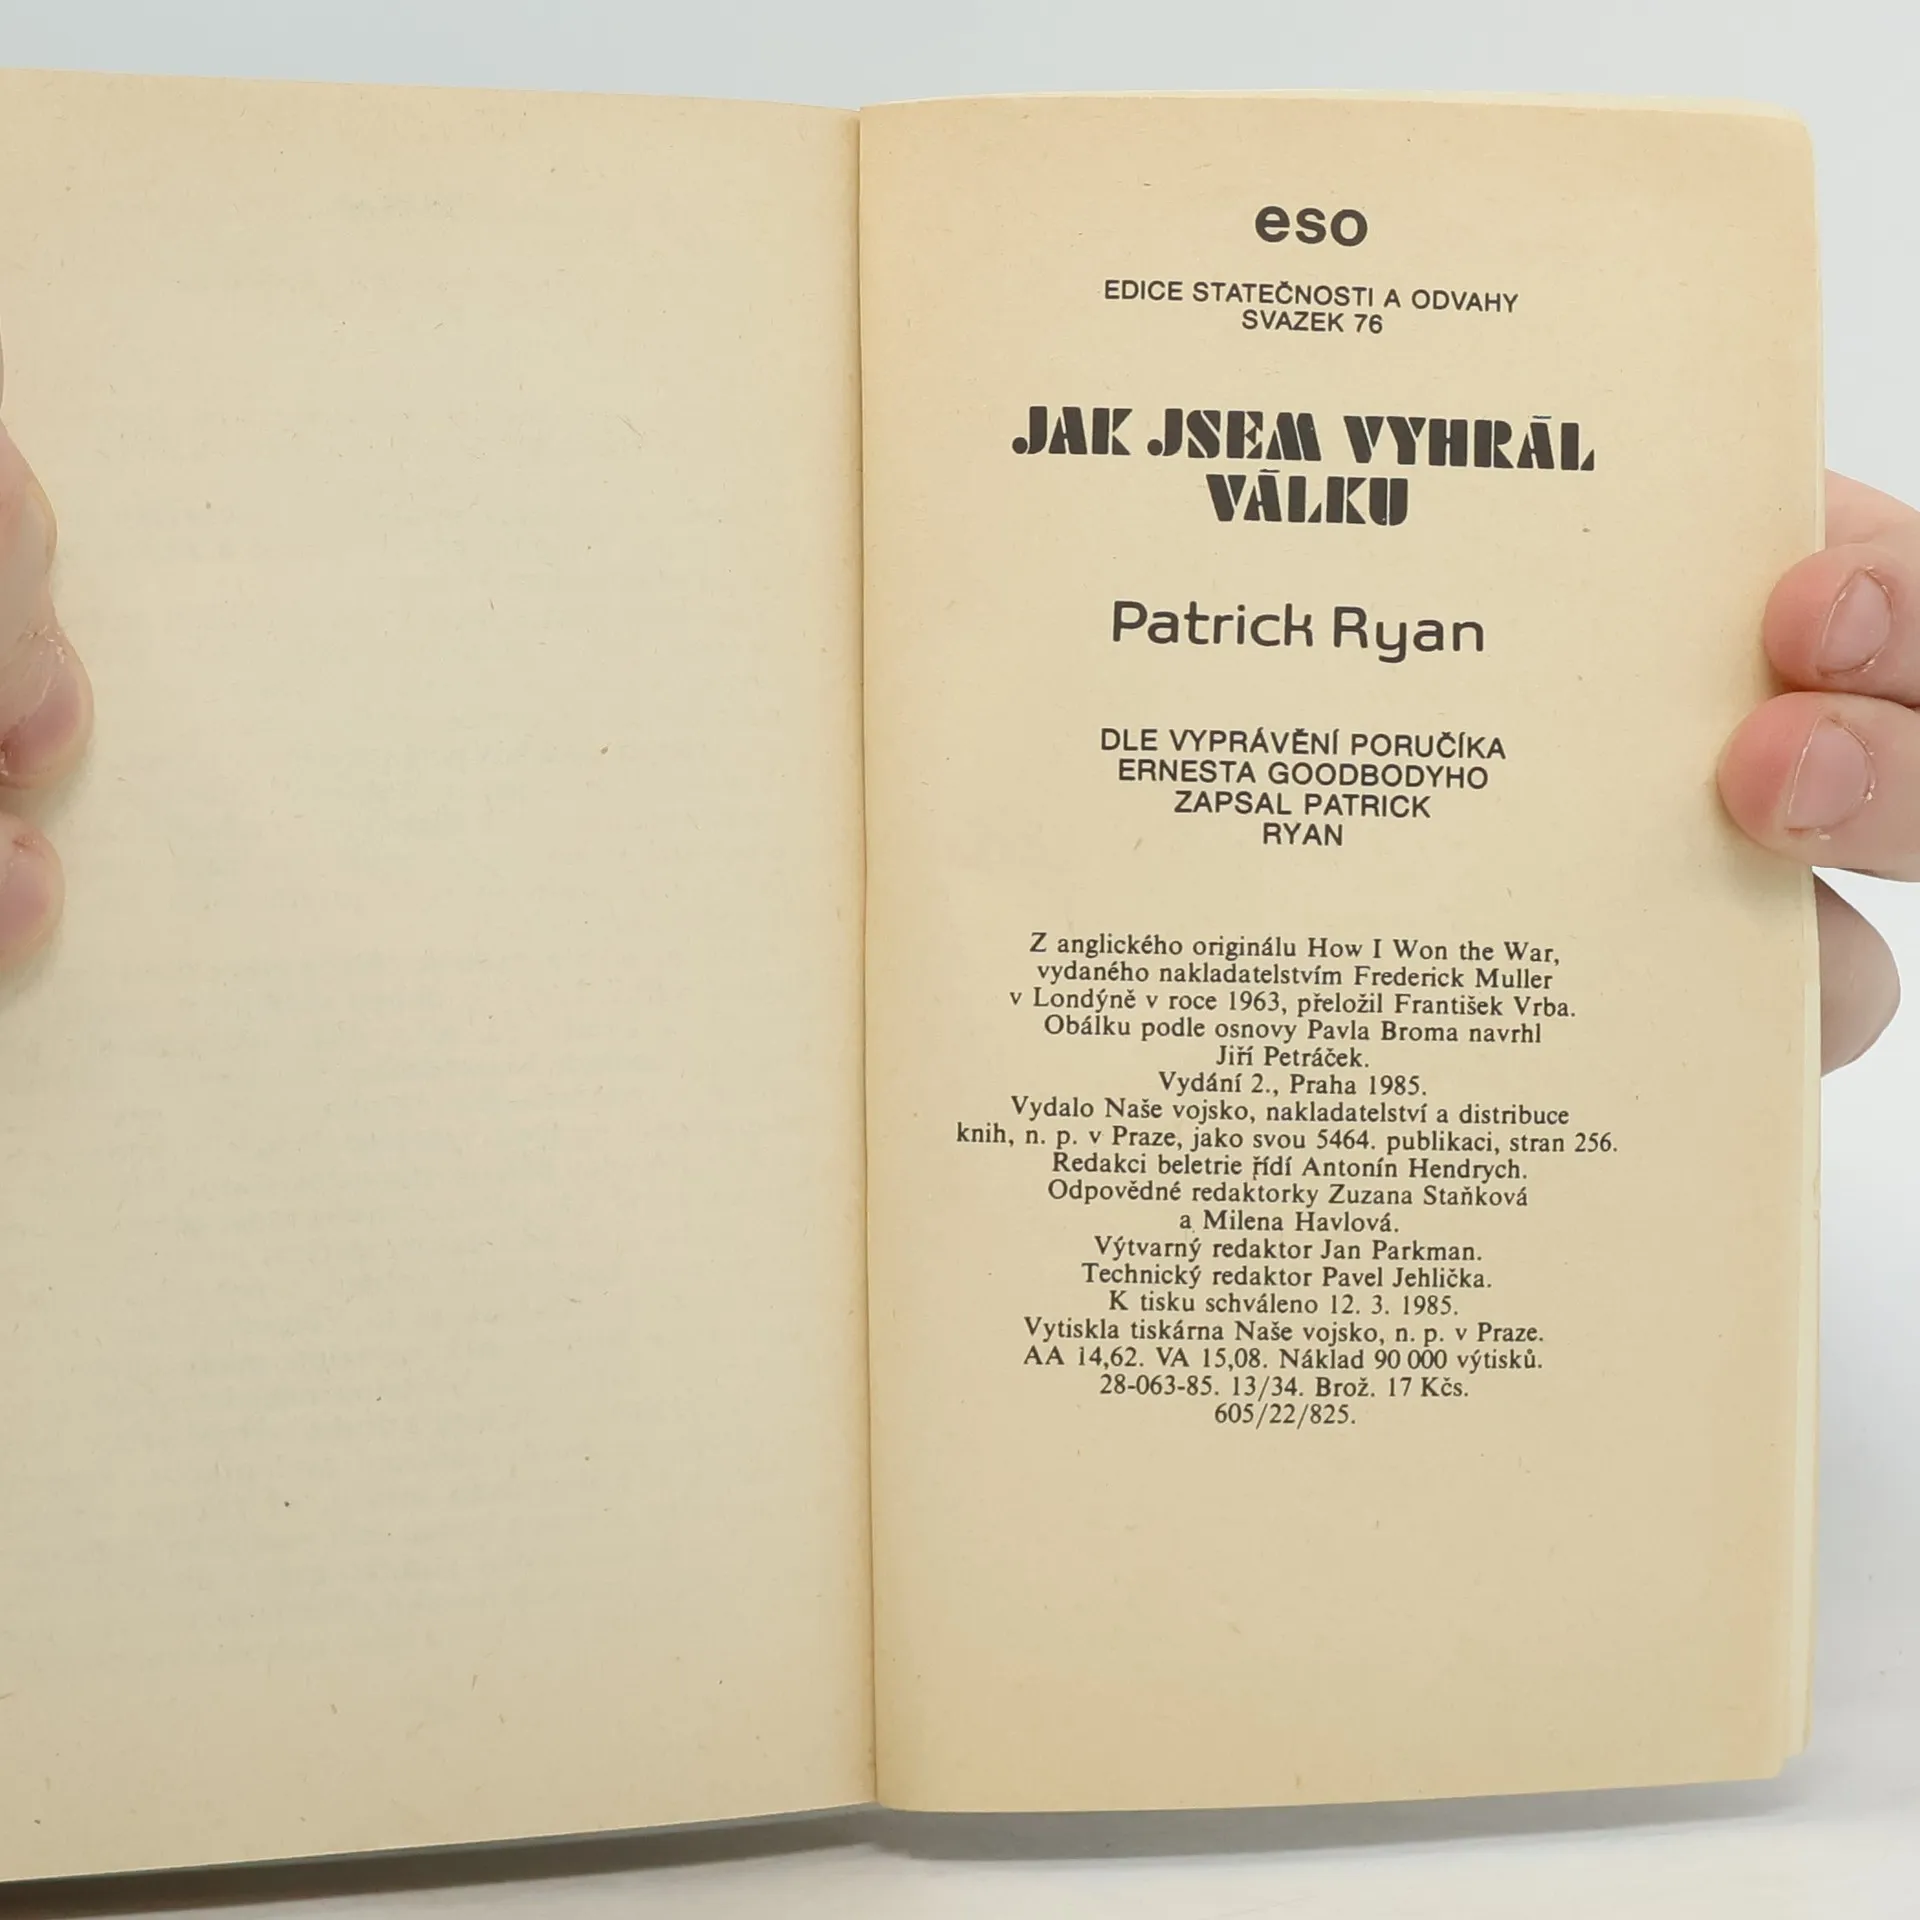 eso
EDICE STATEČNOSTI A ODVAHY
SVAZEK 76
JAK JSEM VYHRÁL
VÁLKU
Patrick Ryan
DLE VYPRÁVĚNÍ PORUČÍKA
ERNESTA GOODBODYHO
ZAPSAL PATRICK
RYAN
Z anglického originálu How I Won the War,
vydaného nakladatelstvím Frederick Muller
v Londýně v roce 1963, přeložil František Vrba.
Obálku podle osnovy Pavla Broma navrhl
Jiří Petráček.
Vydání 2., Praha 1985.
Vydalo Naše vojsko, nakladatelství a distribuce
knih, n. p. v Praze, jako svou 5464. publikaci, stran 256.
Redakci beletrie řídí Antonín Hendrych.
Odpovědné redaktorky Zuzana Staňková
a Milena Havlová.
Výtvarný redaktor Jan Parkman.
Technický redaktor Pavel Jehlička.
K tisku schváleno 12. 3. 1985.
Vytiskla tiskárna Naše vojsko, n. p. v Praze.
AA 14,62. VA 15,08. Náklad 90 000 výtisků.
28-063-85. 13/34. Brož. 17 Kčs.
605/22/825.